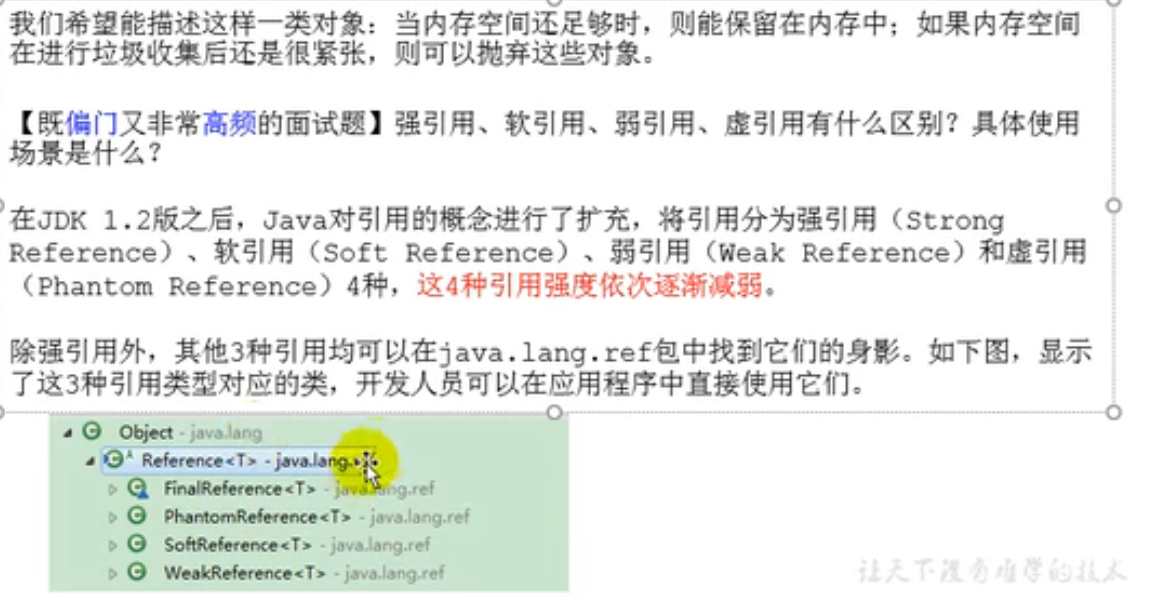 我们希望能描述这样一类对象：当内存空间还足够时，则能保留在内存中；如果内存空间
在进行垃圾收集后还是很紧张，则可以抛弃这些对象。
【既偏门又非常高频的面试题】强引用、软引用、弱引用、虚引用有什么区别？具体使用
场景是什么？
在JDK 1.2版之后，Java对引用的概念进行了扩充，将引用分为强引用（Strong
Reference）、软引用（Soft Reference）、弱引用（Weak Reference）和虚引用
（Phantom Reference）4种，这4种引用强度依次逐渐减弱。
除强引用外，其他3种引用均可以在java.lang.ref包中找到它们的身影。如下图，显示
了这3种引用类型对应的类，开发人员可以在应用程序中直接使用它们。
Object - java.lang
Reference<T> - java.lang.
FinalReference<T> - java.lang.ref
PhantomReference<T> - java.lang.ref
SoftReference<T> - java.lang.ref
WeakReference<T> - java.lang.ref
让天下没有难学的技术